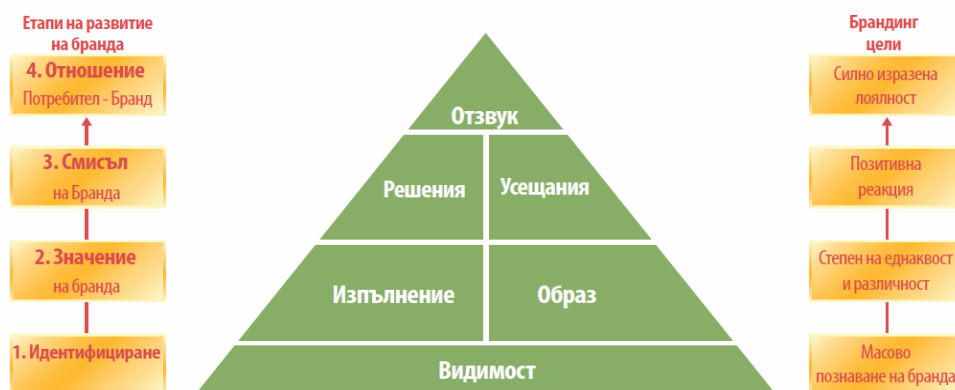 Етапи на развитие
на бранда
4. Отношение
Потребител - Бранд
3. Смисъл
на Бранда
2. Значение
на бранда
1. Идентифициране
Отзвук
Решения
Усещания
Изпълнение
Образ
Видимост
Брандинг
цели
Силно изразена
лоялност
Позитивна
реакция
Степен на еднаквост
и различност
Масово
познаване на бранда